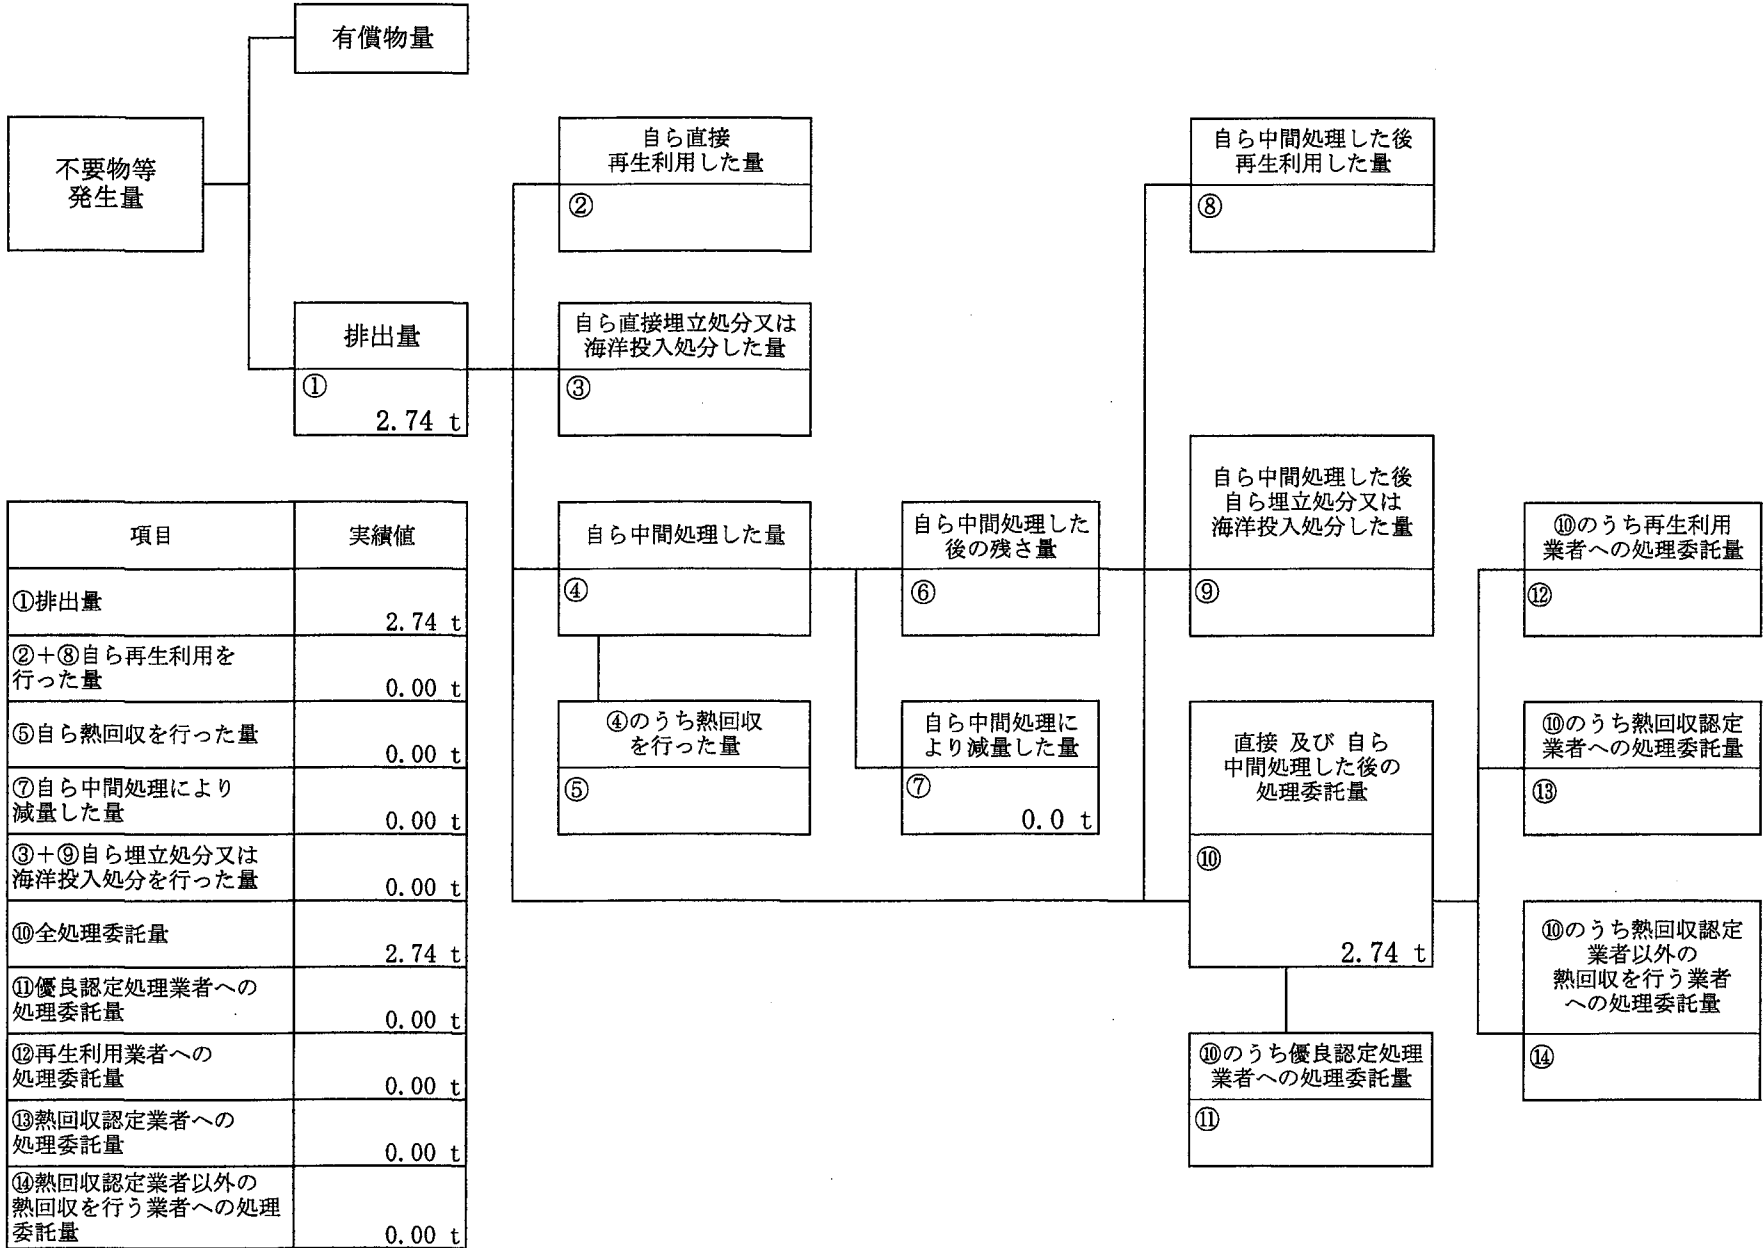 有償物量
不要物等
発生量
自ら直接
再生利用した量
②
自ら中間処理した後
再生利用した量
⑧
排出量
①
2.74 t
自ら直接埋立処分又は
海洋投入処分した量
③
自ら中間処理した量
④
自ら中間処理した
後の残さ量
⑥
自ら中間処理した後
自ら埋立処分又は
海洋投入処分した量
⑨
⑩のうち再生利用
業者への処理委託量
⑫
④のうち熱回収
を行った量
⑤
自ら中間処理に
より減量した量
⑦
0.0 t
直接 及び 自ら
中間処理した後の
処理委託量
⑩
2.74 t
⑩のうち熱回収認定
業者への処理委託量
⑬
⑩のうち熱回収認定
業者以外の
熱回収を行う業者
への処理委託量
⑭
⑩のうち優良認定処理
業者への処理委託量
⑪
項目 実績値
①排出量
2.74 t
②+⑧自ら再生利用を
行った量
0.00 t
⑤自ら熱回収を行った量
0.00 t
⑦自ら中間処理により
減量した量
0.00 t
③+⑨自ら埋立処分又は
海洋投入処分を行った量
0.00 t
⑩全処理委託量
2.74 t
⑪優良認定処理業者への
処理委託量
0.00 t
⑫再生利用業者への
処理委託量
0.00 t
⑬熱回収認定業者への
処理委託量
0.00 t
⑭熱回収認定業者以外の
熱回収を行う業者への処理
委託量
0.00 t